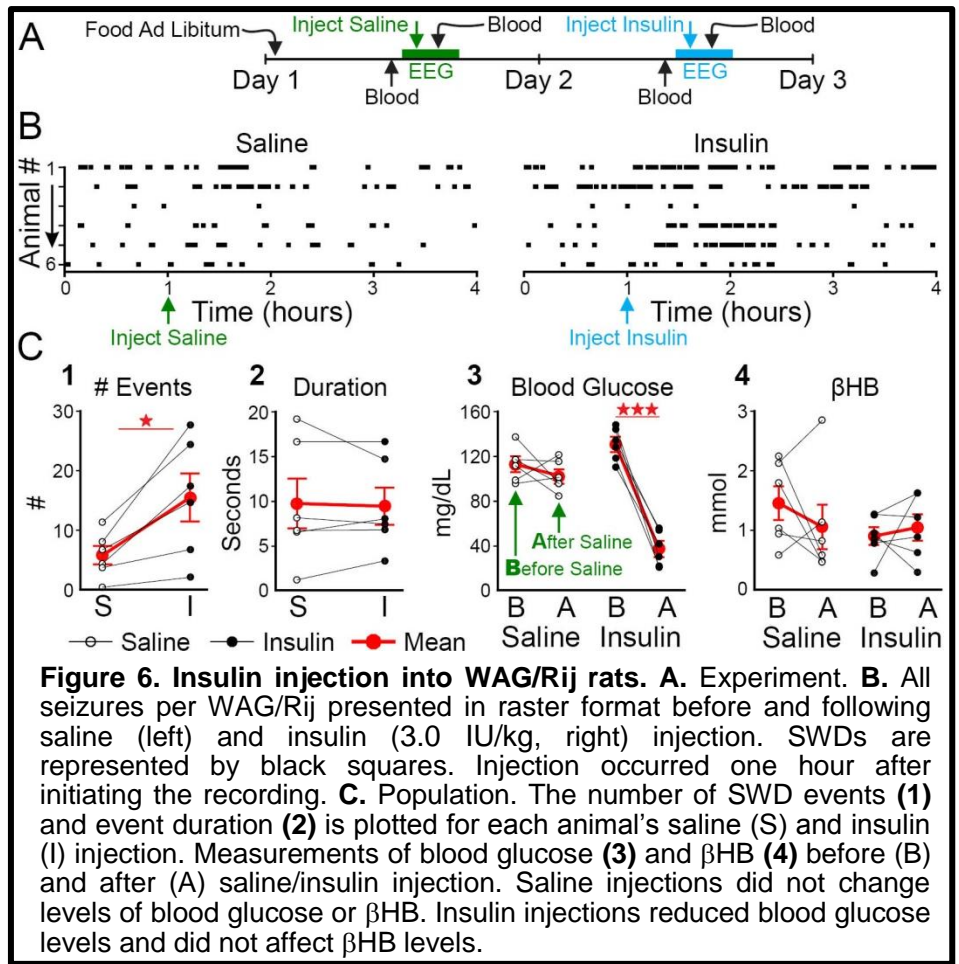 A
Food Ad Libitum
Inject Saline
Blood
Inject Insulin
Blood
EEG
EEG
Day 1
Blood
Day 2
Blood
Day 3
B
Saline
Insulin
Animal #
1
6
0 1 2 3 4
0 1 2 3 4
Time (hours)
Time (hours)
Inject Saline
Inject Insulin
C
1
# Events
30
20
10
0
#
S I
2
Duration
20
15
10
5
0
Seconds
S I
3
Blood Glucose
160
120
80
40
0
mg/dL
After Saline
Before Saline
B A B A
Saline Insulin
4
βHB
3
2
1
0
mmol
B A B A
Saline Insulin
Saline Insulin Mean
Figure 6. Insulin injection into WAG/Rij rats. A. Experiment. B. All
seizures per WAG/Rij presented in raster format before and following
saline (left) and insulin (3.0 IU/kg, right) injection. SWDs are
represented by black squares. Injection occurred one hour after
initiating the recording. C. Population. The number of SWD events (1)
and event duration (2) is plotted for each animal's saline (S) and insulin
(I) injection. Measurements of blood glucose (3) and βHB (4) before (B)
and after (A) saline/insulin injection. Saline injections did not change
levels of blood glucose or βHB. Insulin injections reduced blood glucose
levels and did not affect βHB levels.